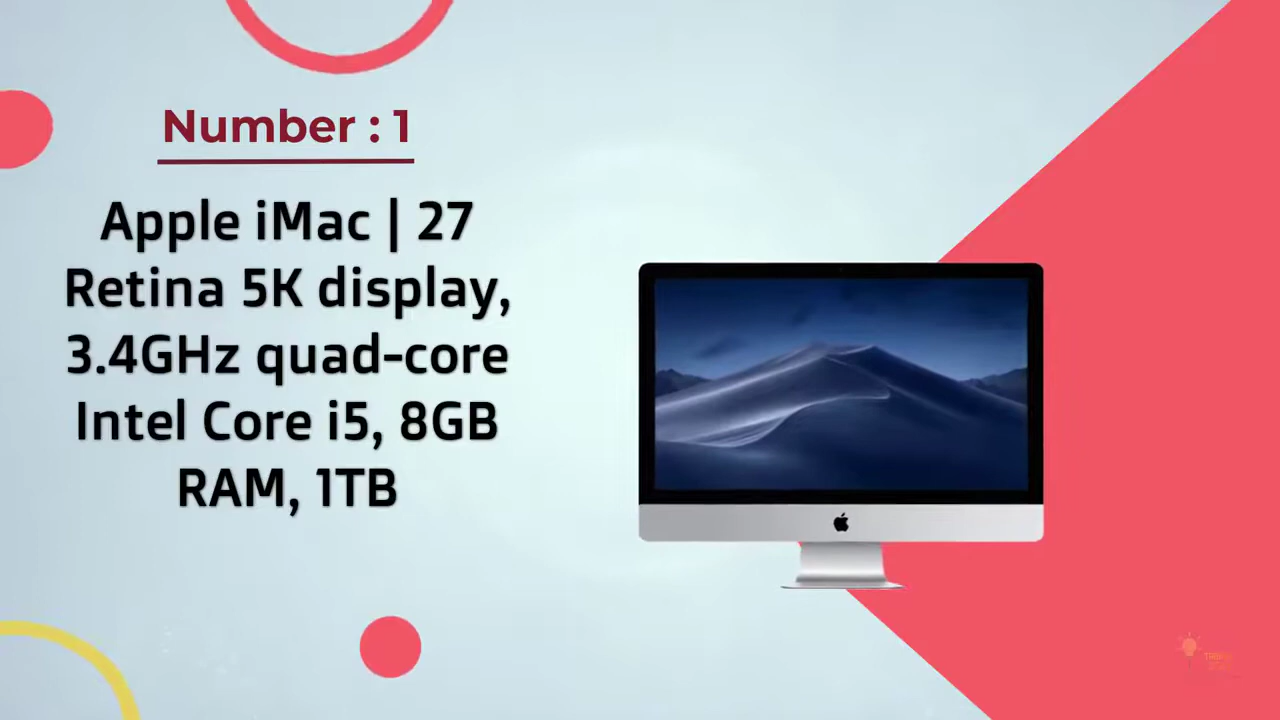 Number : 1
Apple iMac | 27
Retina 5K display,
3.4GHz quad-core
Intel Core i5, 8GB
RAM, 1TB